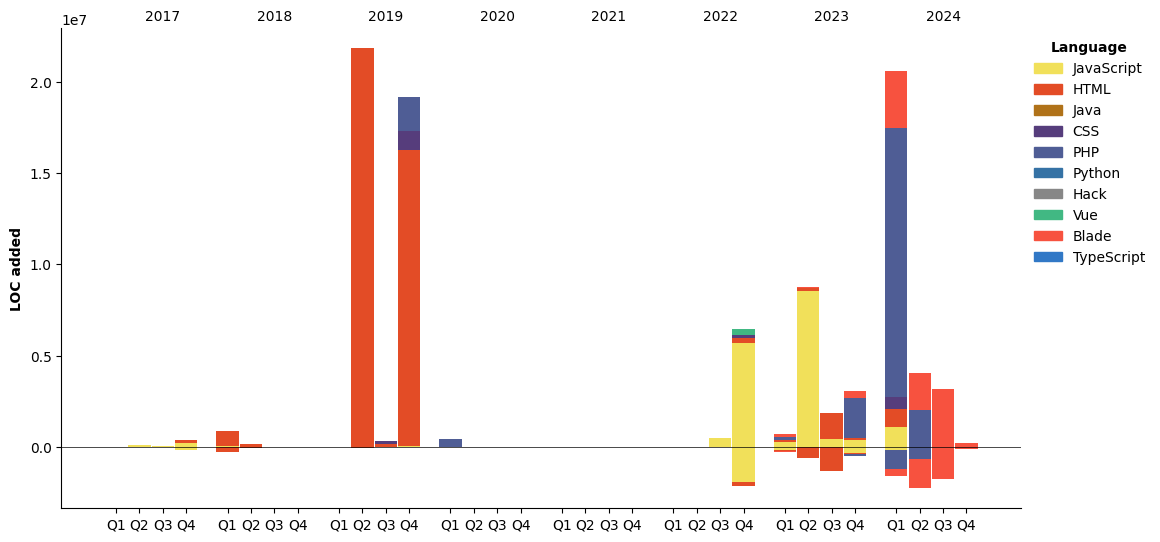 2017 2018 2019 2020 2021 2022 2023 2024
1e7
Language
JavaScript
HTML
Java
CSS
PHP
Python
Hack
Vue
Blade
TypeScript
LOC added
2.0
1.5
1.0
0.5
0.0
Q1 Q2 Q3 Q4 Q1 Q2 Q3 Q4 Q1 Q2 Q3 Q4 Q1 Q2 Q3 Q4 Q1 Q2 Q3 Q4 Q1 Q2 Q3 Q4 Q1 Q2 Q3 Q4 Q1 Q2 Q3 Q4